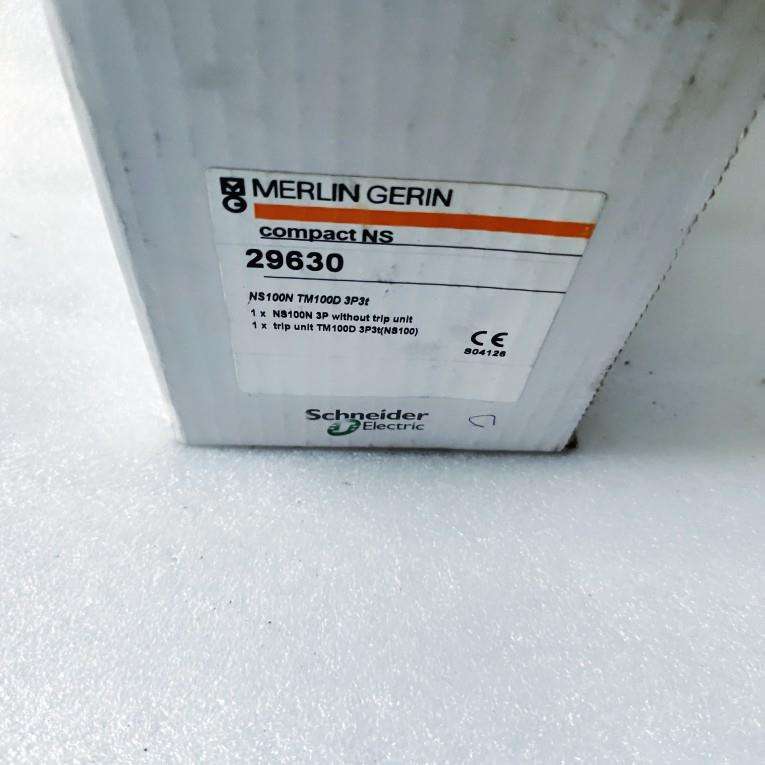 MERLIN GERIN
compact NS
29630
NS100N TM100D 3P3t
1 x NS100N 3P without trip unit
1 x trip unit TM100D 3P3t(NS100)
CE
S04126
Schneider
Electric